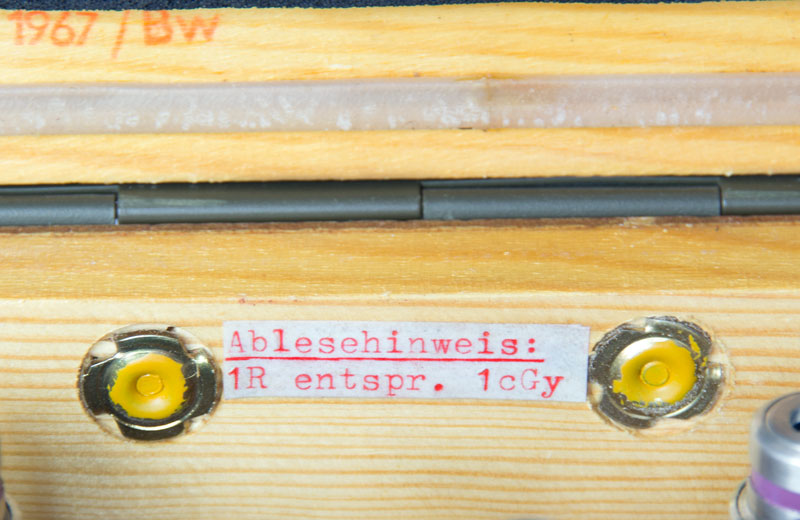 1967 / Bw
Ablesehinweis:
1R entspr. 1cGy